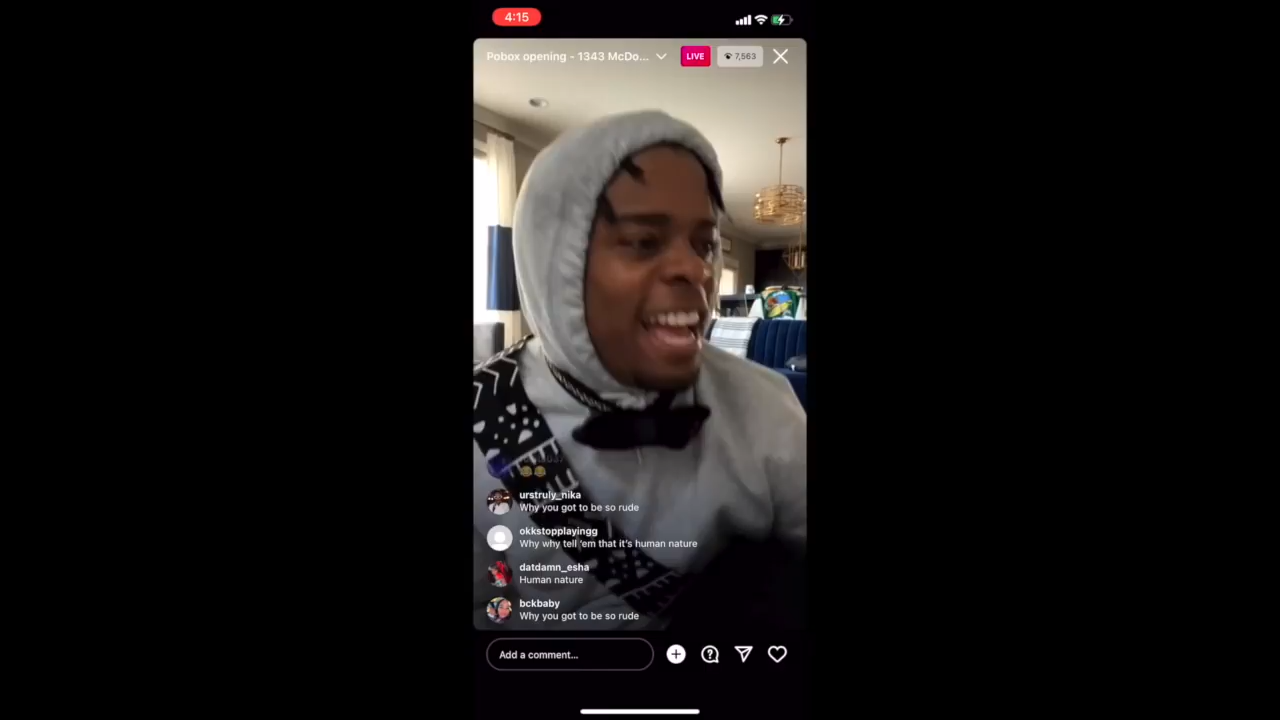 4:15
Pobox opening - 1343 McDo...
LIVE
7,563
😂😂
urstruly_nika
Why you got to be so rude
okkstopplayingg
Why why tell 'em that it's human nature
datdamn_esha
Human nature
bckbaby
Why you got to be so rude
Add a comment...